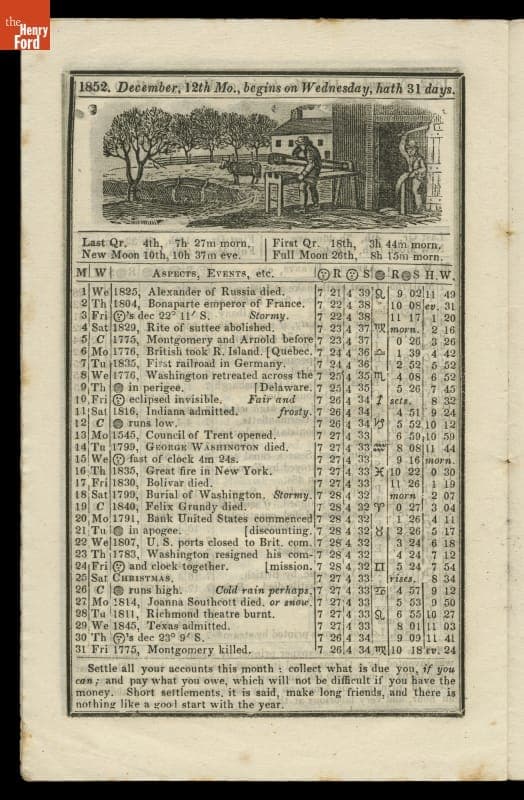 the
Henry
Ford
1852. December, 12th Mo., begins on Wednesday, hath 31 days.
Last Qr. 4th, 7h 27m morn. First Qr. 18th, 3h 44m morn.
New Moon 10th, 10h 37m eve. Full Moon 26th, 8h 15m morn.
M W ASPECTS, EVENTS, etc. R S R S H. W.
1 We 1825, Alexander of Russia died. 7 21 4 39 ♌ 9 02 11 49
2 Th 1804, Bonaparte emperor of France. 7 22 4 38 10 08 ev. 31
3 Fri ☉'s dec 22° 11' S. Stormy. 7 22 4 38 11 17 1 20
4 Sat 1829, Rite of suttee abolished. 7 23 4 37 ♍ morn. 2 16
5 C 1775, Montgomery and Arnold before 7 23 4 37 0 26 3 26
6 Mo 1776, British took R. Island. [Quebec. 7 24 4 36 ♎ 1 39 4 42
7 Tu 1835, First railroad in Germany. 7 24 4 36 2 52 5 52
8 We 1776, Washington retreated across the 7 25 4 35 ♏ 4 08 6 52
9 Th in perigee. [Delaware. 7 25 4 35 5 26 7 45
10 Fri ☉ eclipsed invisible. Fair and 7 26 4 34 ♐ sets. 8 32
11 Sat 1816, Indiana admitted. frosty. 7 26 4 34 4 51 9 24
12 C runs low. 7 26 4 34 ♑ 5 52 10 12
13 Mo 1545, Council of Trent opened. 7 27 4 33 6 59 10 59
14 Tu 1799, GEORGE WASHINGTON died. 7 27 4 33 ♒ 8 08 11 44
15 We ☉ fast of clock 4m 24s. 7 27 4 33 9 16 morn.
16 Th 1835, Great fire in New York. 7 27 4 33 ♓ 10 22 0 30
17 Fri 1830, Bolivar died. 7 27 4 33 11 26 1 19
18 Sat 1799, Burial of Washington. Stormy. 7 28 4 32 morn 2 07
19 C 1840, Felix Grundy died. 7 28 4 32 ♈ 0 27 3 04
20 Mo 1791, Bank United States commenced 7 28 4 32 1 26 4 11
21 Tu in apogee. [discounting. 7 28 4 32 ♉ 2 26 5 17
22 We 1807, U. S. ports closed to Brit. com. 7 28 4 32 3 24 6 18
23 Th 1783, Washington resigned his com- 7 28 4 32 4 24 7 12
24 Fri ☉ and clock together. [mission. 7 28 4 32 ♊ 5 24 7 54
25 Sat CHRISTMAS. 7 27 4 33 rises. 8 34
26 C runs high. Cold rain perhaps, 7 27 4 33 ♋ 4 57 9 12
27 Mo 1814, Joanna Southcott died. or snow. 7 27 4 33 5 53 9 50
28 Tu 1811, Richmond theatre burnt. 7 27 4 33 ♌ 6 55 10 27
29 We 1845, Texas admitted. 7 27 4 33 8 01 11 03
30 Th ☉'s dec 23° 9' S. 7 26 4 34 9 09 11 41
31 Fri 1775, Montgomery killed. 7 26 4 34 ♍ 10 18 ev. 24
Settle all your accounts this month: collect what is due you, if you
can; and pay what you owe, which will not be difficult if you have the
money. Short settlements, it is said, make long friends, and there is
nothing like a good start with the year.